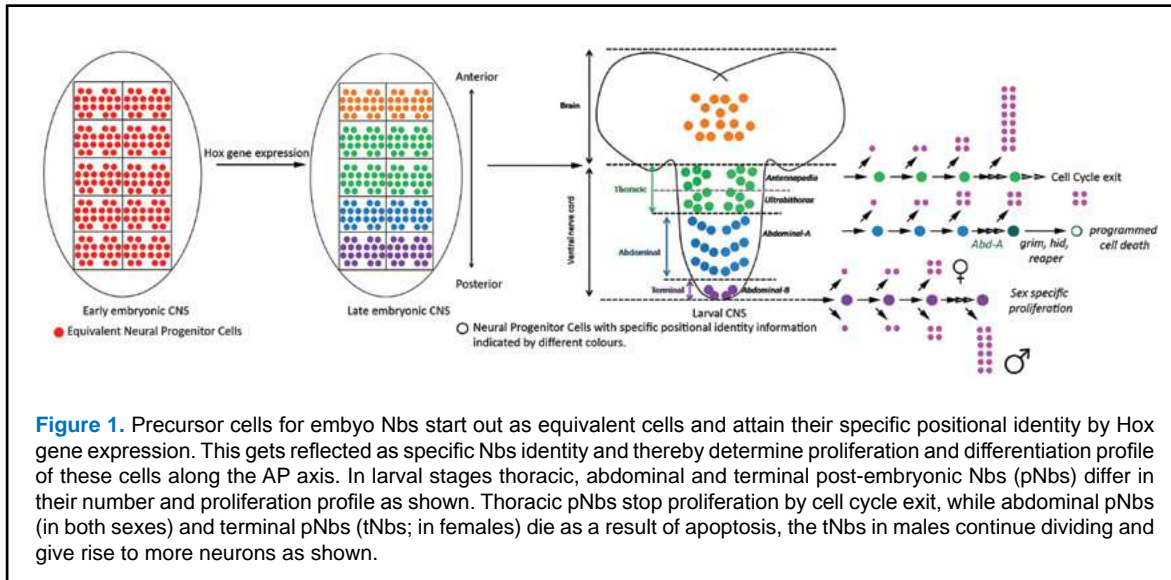 Anterior
Hox gene expression
Posterior
Early embryonic CNS
Late embryonic CNS
Equivalent Neural Progenitor Cells
Brain
Ventral nerve cord
Thoracic
Abdominal
Terminal
Antennapedia
Ultrobithorax
Abdominal-A
Abdominal-B
Larval CNS
Neural Progenitor Cells with specific positional identity information
indicated by different colours.
Cell Cycle exit
Abd-A
grim, hid,
reaper
programmed
cell death
♀
Sex specific
proliferation
♂
Figure 1. Precursor cells for embyo Nbs start out as equivalent cells and attain their specific positional identity by Hox
gene expression. This gets reflected as specific Nbs identity and thereby determine proliferation and differentiation profile
of these cells along the AP axis. In larval stages thoracic, abdominal and terminal post-embryonic Nbs (pNbs) differ in
their number and proliferation profile as shown. Thoracic pNbs stop proliferation by cell cycle exit, while abdominal pNbs
(in both sexes) and terminal pNbs (tNbs; in females) die as a result of apoptosis, the tNbs in males continue dividing and
give rise to more neurons as shown.